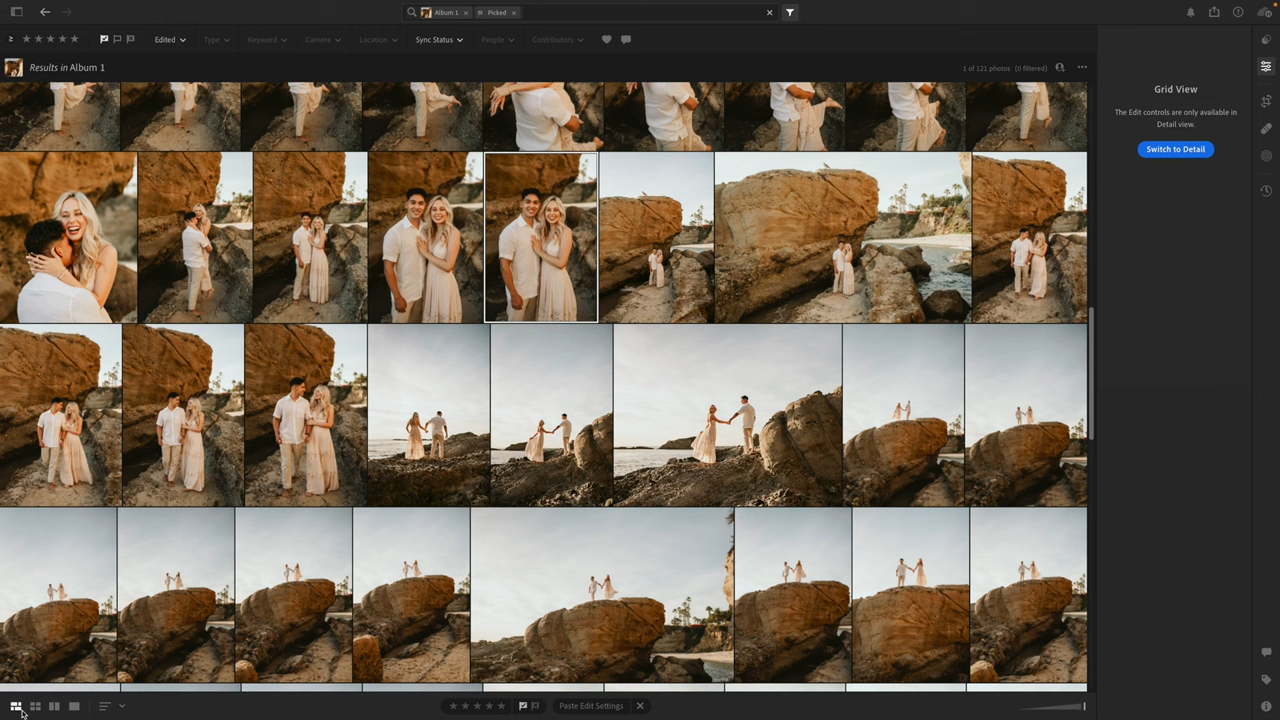 Album 1 Picked
Edited Type Keyword Camera Location Sync Status People Contributors
Results in Album 1
1 of 121 photos (0 filtered)
Grid View
The Edit controls are only available in
Detail view.
Switch to Detail
Paste Edit Settings